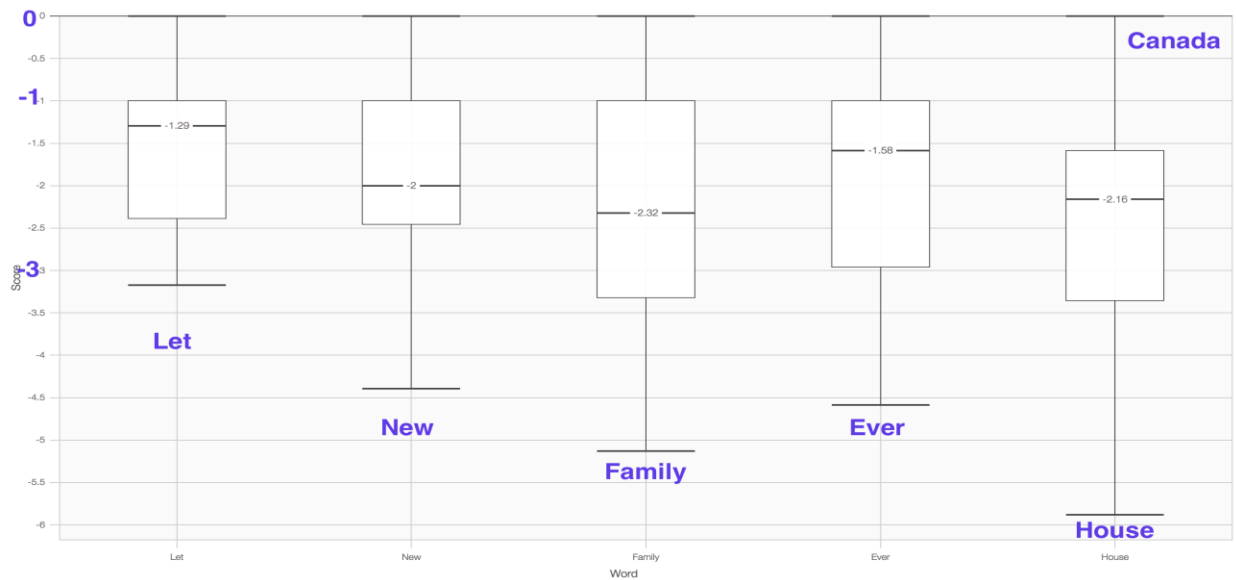 0 0
Canada
-0.5
-1 -1
-1.29
-1.58
-1.5
-2
-2
-2.16
-2.32
-2.5
-3 -3
Score
-3.5
Let
-4
-4.5
New
Ever
-5
Family
-5.5
-6
House
Let New Family Ever House
Word